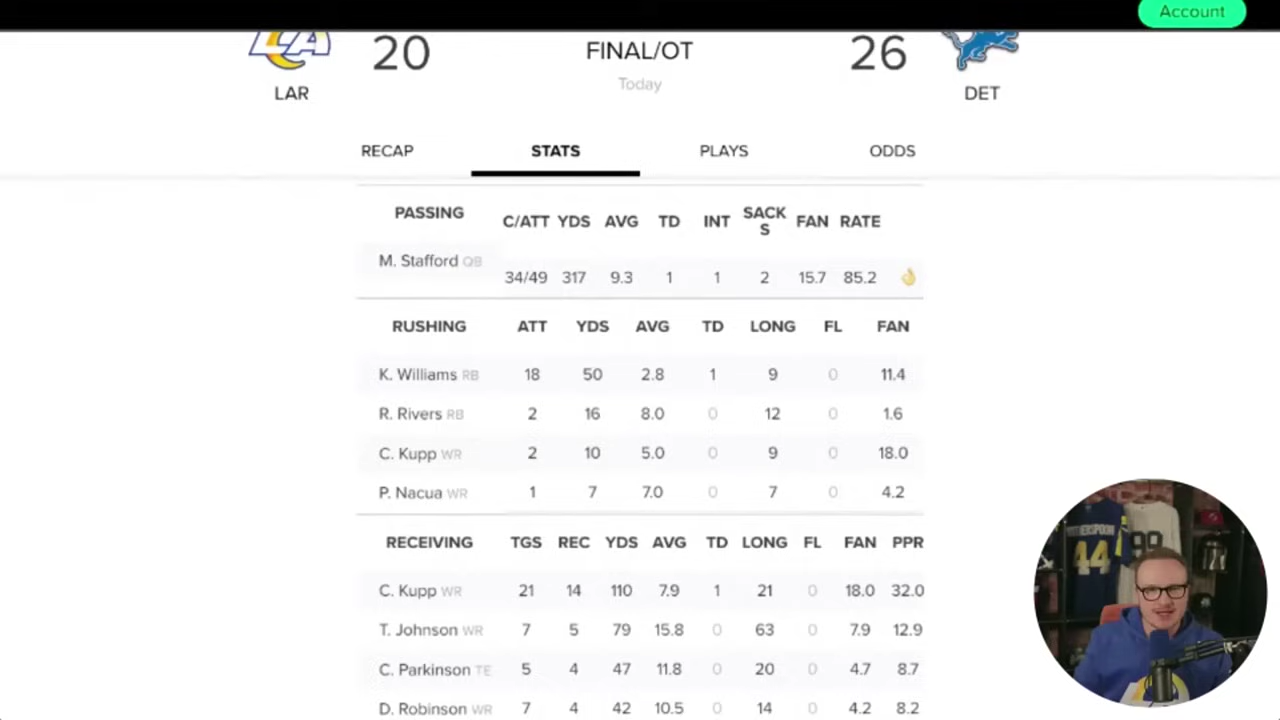 Account
LA
20 FINAL/OT 26
Today
LAR DET
RECAP STATS PLAYS ODDS
PASSING C/ATT YDS AVG TD INT SACK FAN RATE
S
M. Stafford QB 34/49 317 9.3 1 1 2 15.7 85.2 👌
RUSHING ATT YDS AVG TD LONG FL FAN
K. Williams RB 18 50 2.8 1 9 0 11.4
R. Rivers RB 2 16 8.0 0 12 0 1.6
C. Kupp WR 2 10 5.0 0 9 0 18.0
P. Nacua WR 1 7 7.0 0 7 0 4.2
RECEIVING TGS REC YDS AVG TD LONG FL FAN PPR
C. Kupp WR 21 14 110 7.9 1 21 0 18.0 32.0
T. Johnson WR 7 5 79 15.8 0 63 0 7.9 12.9
C. Parkinson TE 5 4 47 11.8 0 20 0 4.7 8.7
D. Robinson WR 7 4 42 10.5 0 14 0 4.2 8.2
44
99